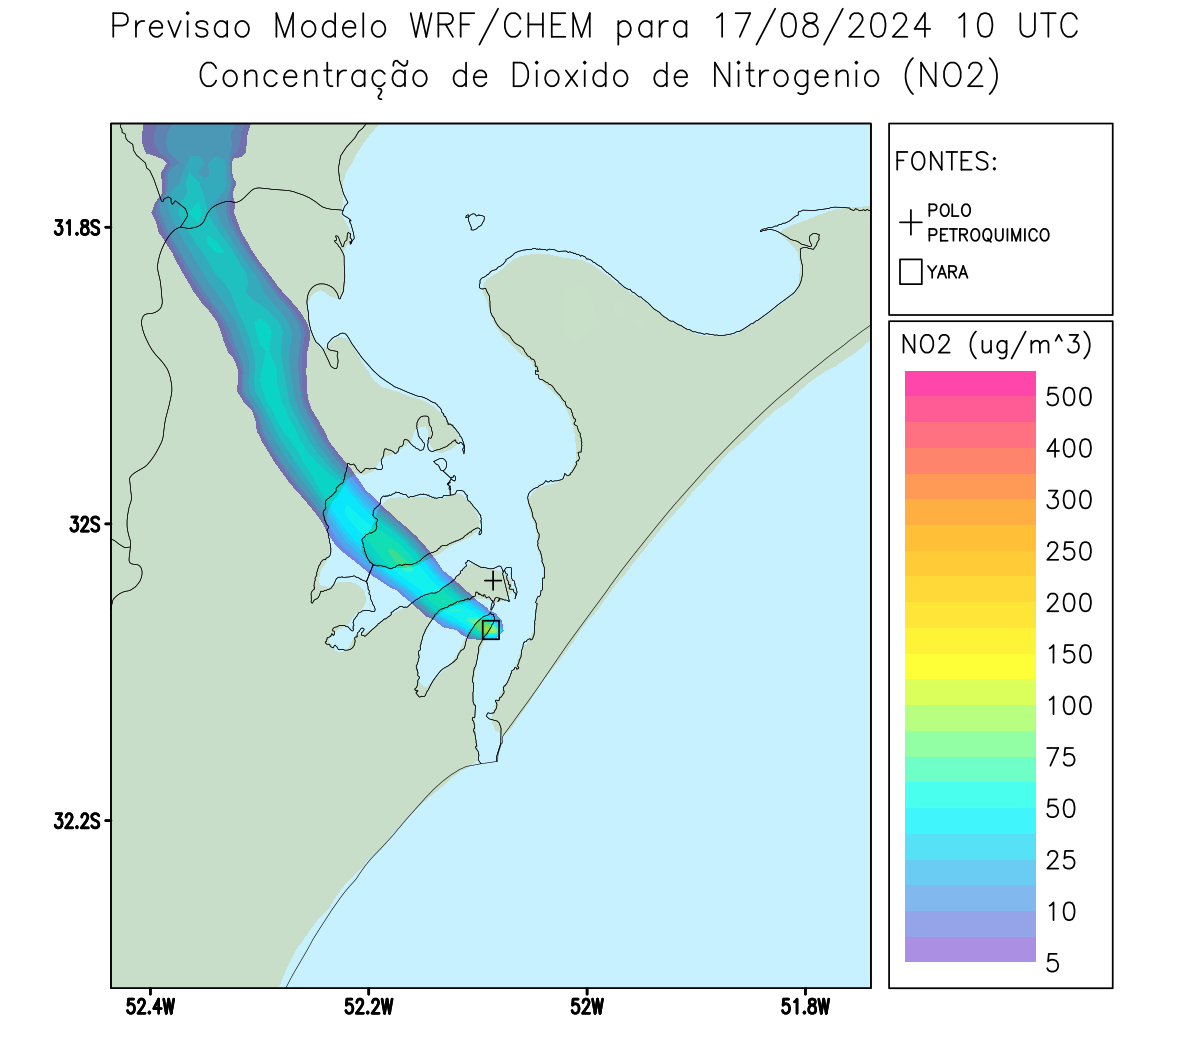 Previsao Modelo WRF/CHEM para 17/08/2024 10 UTC
Concentração de Dioxido de Nitrogenio (NO2)
FONTES:
POLO
PETROQUIMICO
YARA
NO2 (ug/m^3)
500
400
300
250
200
150
100
75
50
25
10
5
31.8S
32S
32.2S
52.4W
52.2W
52W
51.8W